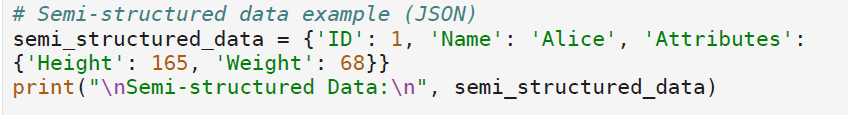 # Semi-structured data example (JSON)
semi_structured_data = {'ID': 1, 'Name': 'Alice', 'Attributes':
{'Height': 165, 'Weight': 68}}
print("\nSemi-structured Data:\n", semi_structured_data)